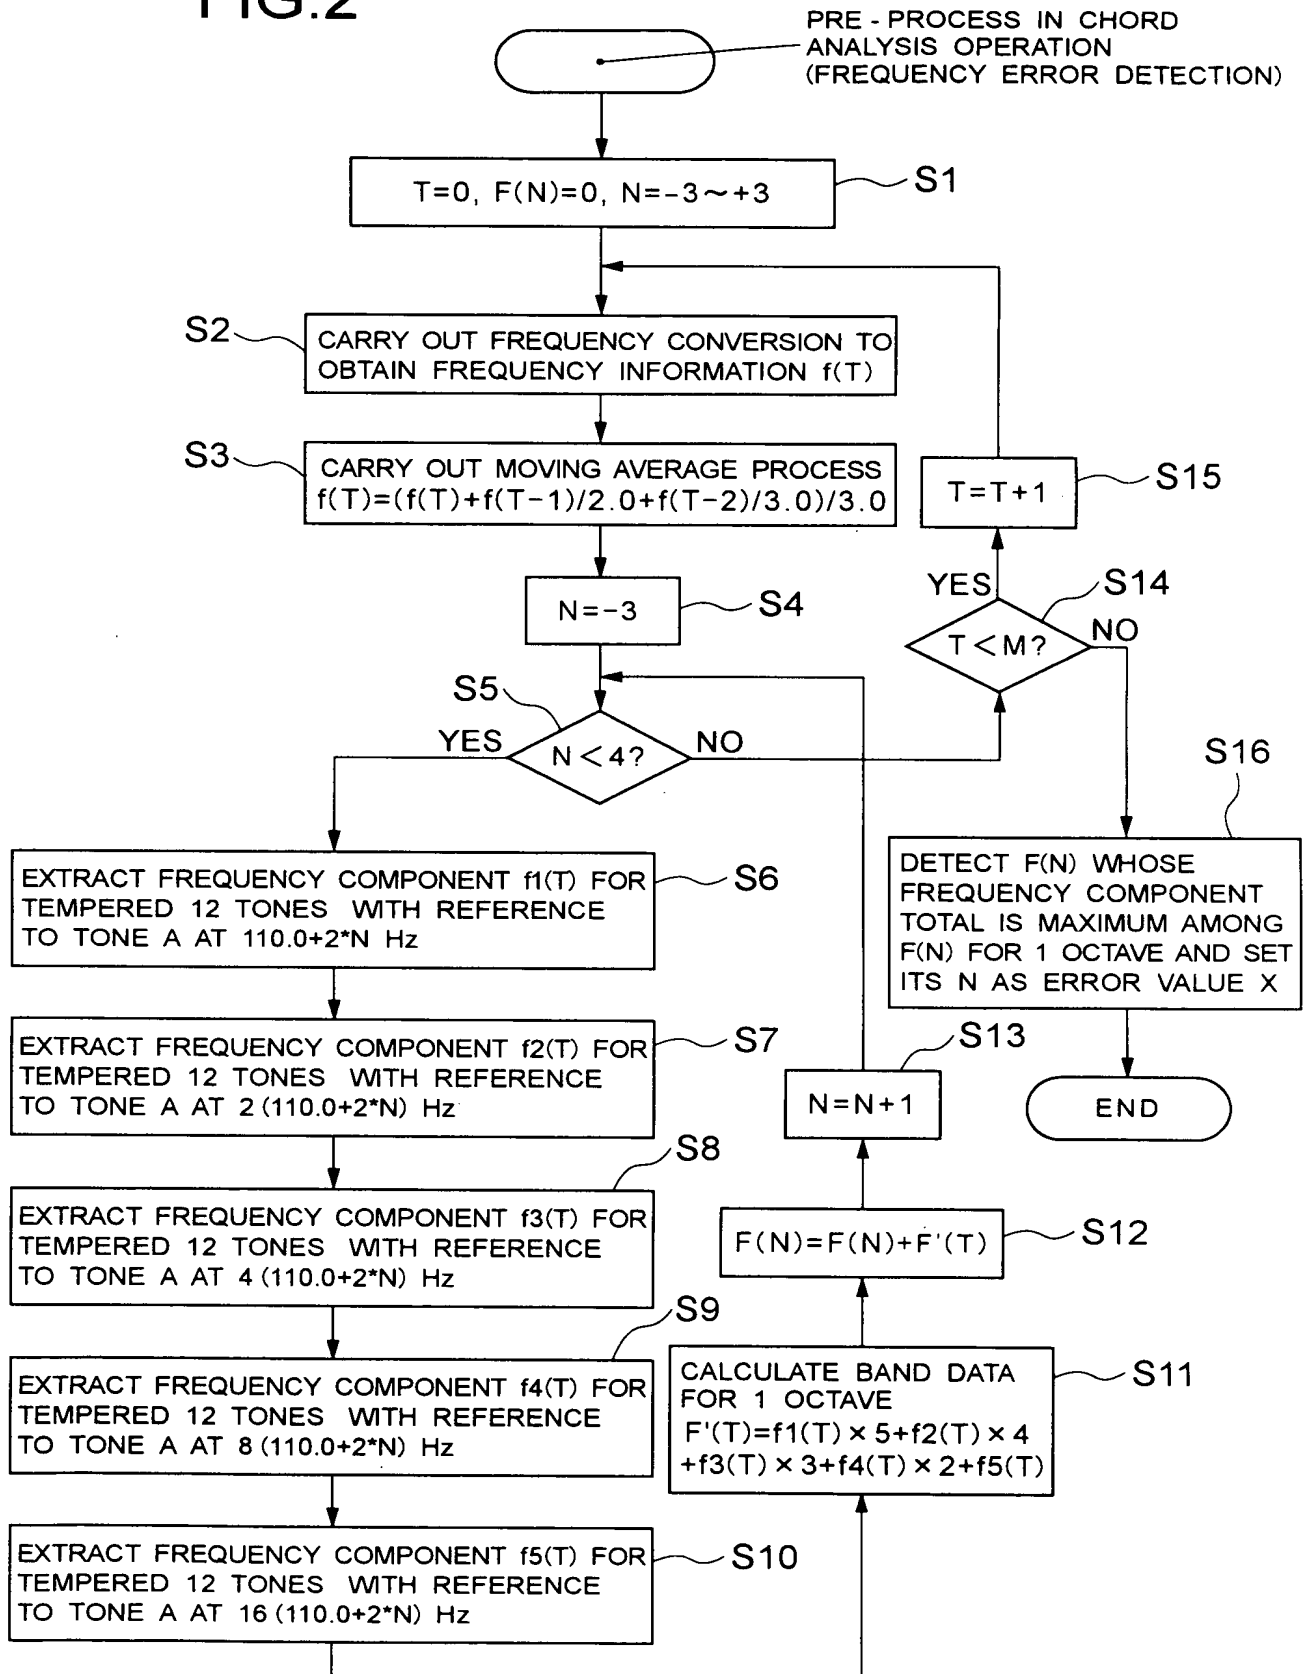 FIG.2
PRE - PROCESS IN CHORD
ANALYSIS OPERATION
(FREQUENCY ERROR DETECTION)
T=0, F(N)=0, N=-3～+3
S1
S2
CARRY OUT FREQUENCY CONVERSION TO
OBTAIN FREQUENCY INFORMATION f(T)
S3
CARRY OUT MOVING AVERAGE PROCESS
f(T)=(f(T)+f(T-1)/2.0+f(T-2)/3.0)/3.0
T=T+1
S15
N=-3
S4
YES
S14
T<M?
NO
S5
YES
N<4?
NO
S16
EXTRACT FREQUENCY COMPONENT f1(T) FOR
TEMPERED 12 TONES WITH REFERENCE
TO TONE A AT 110.0+2*N Hz
S6
DETECT F(N) WHOSE
FREQUENCY COMPONENT
TOTAL IS MAXIMUM AMONG
F(N) FOR 1 OCTAVE AND SET
ITS N AS ERROR VALUE X
EXTRACT FREQUENCY COMPONENT f2(T) FOR
TEMPERED 12 TONES WITH REFERENCE
TO TONE A AT 2(110.0+2*N) Hz
S7
S13
N=N+1
END
S8
EXTRACT FREQUENCY COMPONENT f3(T) FOR
TEMPERED 12 TONES WITH REFERENCE
TO TONE A AT 4(110.0+2*N) Hz
F(N)=F(N)+F'(T)
S12
S9
EXTRACT FREQUENCY COMPONENT f4(T) FOR
TEMPERED 12 TONES WITH REFERENCE
TO TONE A AT 8(110.0+2*N) Hz
CALCULATE BAND DATA
FOR 1 OCTAVE
F'(T)=f1(T)×5+f2(T)×4
+f3(T)×3+f4(T)×2+f5(T)
S11
EXTRACT FREQUENCY COMPONENT f5(T) FOR
TEMPERED 12 TONES WITH REFERENCE
TO TONE A AT 16(110.0+2*N) Hz
S10